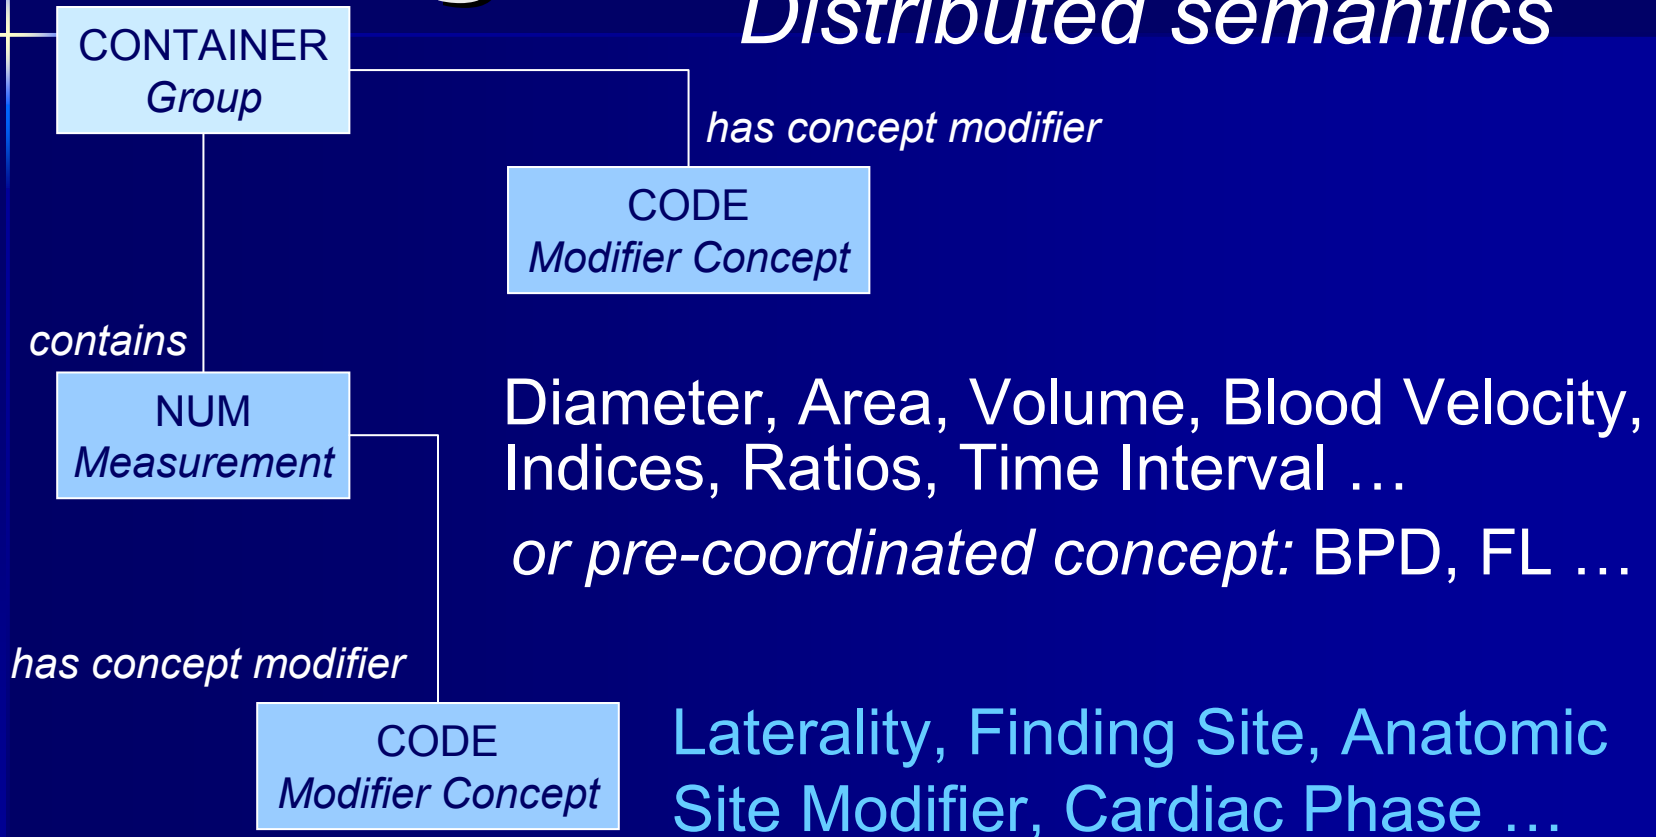 Distributed semantics
CONTAINER
Group
has concept modifier
CODE
Modifier Concept
contains
NUM
Measurement
Diameter, Area, Volume, Blood Velocity,
Indices, Ratios, Time Interval …
or pre-coordinated concept: BPD, FL …
has concept modifier
CODE
Modifier Concept
Laterality, Finding Site, Anatomic
Site Modifier, Cardiac Phase …